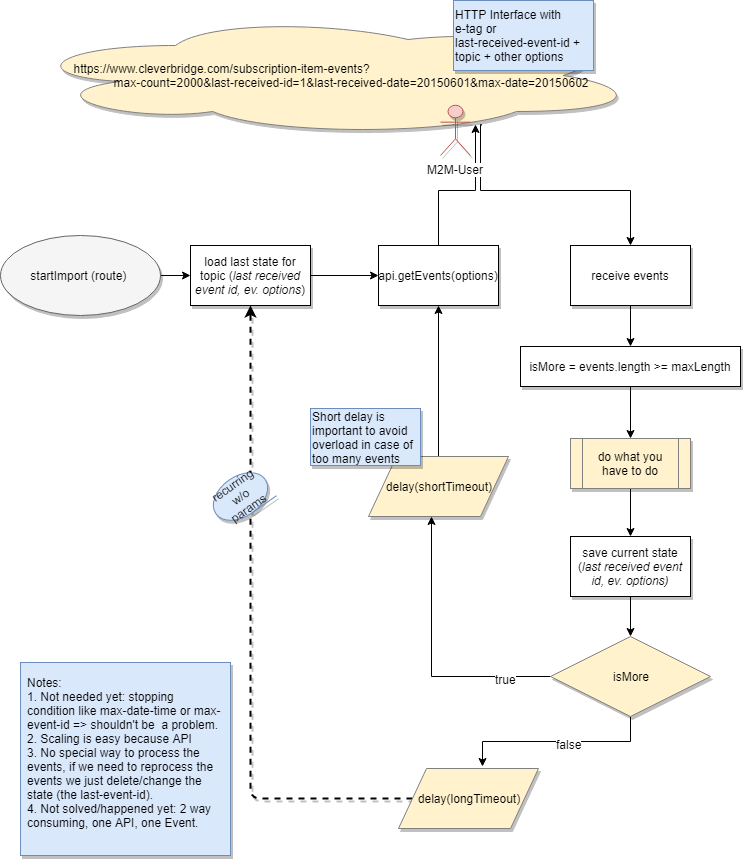 HTTP Interface with
e-tag or
last-received-event-id +
topic + other options
https://www.cleverbridge.com/subscription-item-events?
max-count=2000&last-received-id=1&last-received-date=20150601&max-date=20150602
M2M-User
startImport (route)
load last state for
topic (last received
event id, ev. options)
api.getEvents(options)
receive events
isMore = events.length >= maxLength
Short delay is
important to avoid
overload in case of
too many events
do what you
have to do
delay(shortTimeout)
recurring
w/o
params
save current state
(last received event
id, ev. options)
isMore
true
false
delay(longTimeout)
Notes:
1. Not needed yet: stopping
condition like max-date-time or max-
event-id => shouldn't be a problem.
2. Scaling is easy because API
3. No special way to process the
events, if we need to reprocess the
events we just delete/change the
state (the last-event-id).
4. Not solved/happened yet: 2 way
consuming, one API, one Event.